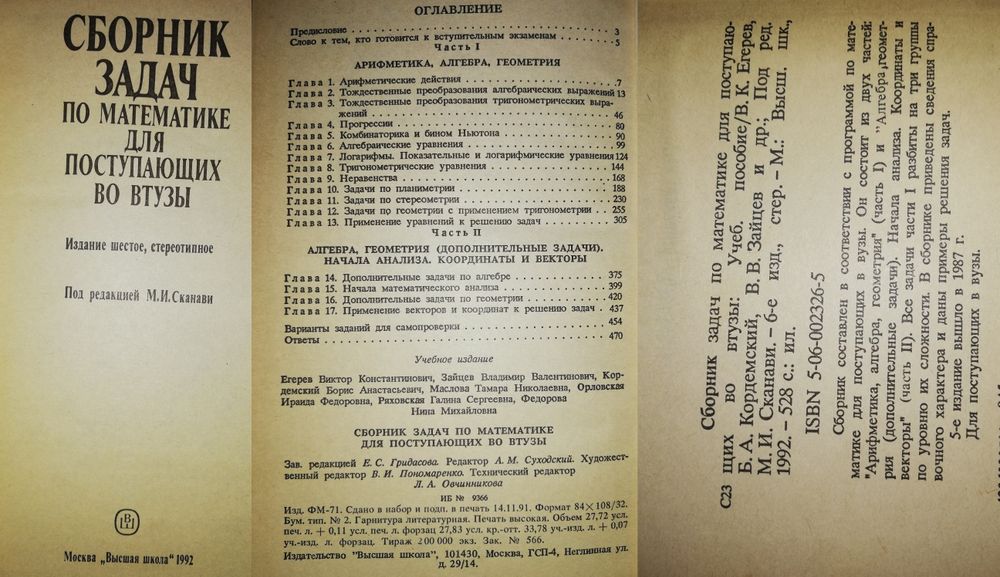 СБОРНИК
ЗАДАЧ
ПО МАТЕМАТИКЕ
ДЛЯ
ПОСТУПАЮЩИХ
ВО ВТУЗЫ
Издание шестое, стереотипное
Под редакцией М.И.Сканави
Москва „Высшая школа" 1992
ОГЛАВЛЕНИЕ
Предисловие 3
Слово к тем, кто готовится к вступительным экзаменам 5
Часть I
АРИФМЕТИКА, АЛГЕБРА, ГЕОМЕТРИЯ
Глава 1. Арифметические действия 7
Глава 2. Тождественные преобразования алгебраических выражений 13
Глава 3. Тождественные преобразования тригонометрических выра-
жений 46
Глава 4. Прогрессии 80
Глава 5. Комбинаторика и бином Ньютона 90
Глава 6. Алгебраические уравнения 99
Глава 7. Логарифмы. Показательные и логарифмические уравнения 124
Глава 8. Тригонометрические уравнения 144
Глава 9. Неравенства 168
Глава 10. Задачи по планиметрии 188
Глава 11. Задачи по стереометрии 230
Глава 12. Задачи по геометрии с применением тригонометрии 255
Глава 13. Применение уравнений к решению задач 305
Часть II
АЛГЕБРА, ГЕОМЕТРИЯ (ДОПОЛНИТЕЛЬНЫЕ ЗАДАЧИ).
НАЧАЛА АНАЛИЗА. КООРДИНАТЫ И ВЕКТОРЫ
Глава 14. Дополнительные задачи по алгебре 375
Глава 15. Начала математического анализа 399
Глава 16. Дополнительные задачи по геометрии 420
Глава 17. Применение векторов и координат к решению задач 437
Варианты заданий для самопроверки 454
Ответы 470
Учебное издание
Егерев Виктор Константинович, Зайцев Владимир Валентинович, Кор-
демский Борис Анастасьевич, Маслова Тамара Николаевна, Орловская
Ираида Федоровна, Ряховская Галина Сергеевна, Федорова
Нина Михайловна
СБОРНИК ЗАДАЧ ПО МАТЕМАТИКЕ
ДЛЯ ПОСТУПАЮЩИХ ВО ВТУЗЫ
Зав. редакцией Е. С. Гридасова. Редактор А. М. Суходский. Художест-
венный редактор В. И. Пономаренко. Технический редактор
Л. А. Овчинникова
ИБ № 9366
Изд. ФМ-71. Сдано в набор и подп. в печать 14.11.91. Формат 84×108/32.
Бум. тип. № 2. Гарнитура литературная. Печать высокая. Объем 27,72 усл.
печ. л. + 0,11 усл. печ. л. форзац 27,83 усл. кр.-отт. 33,78 уч.-изд. л. + 0,07
уч.-изд. л. форзац. Тираж 200 000 экз. Зак. № 566.
Издательство "Высшая школа", 101430, Москва, ГСП-4, Неглинная ул.
д. 29/14.
Сборник задач по математике для поступаю-
С23 щих во втузы: Учеб. пособие/В. К. Егерев,
Б. А. Кордемский, В. В. Зайцев и др.; Под ред.
М. И. Сканави. – 6-е изд., стер. – М.: Высш. шк.,
1992. – 528 с.: ил.
ISBN 5-06-002326-5
Сборник составлен в соответствии с программой по мате-
матике для поступающих в вузы. Он состоит из двух частей:
"Арифметика, алгебра, геометрия" (часть I) и "Алгебра, геомет-
рия (дополнительные задачи). Начала анализа. Координаты и
векторы" (часть II). Все задачи части I разбиты на три группы
по уровню их сложности. В сборнике приведены сведения спра-
вочного характера и даны примеры решения задач.
5-е издание вышло в 1987 г.
Для поступающих в вузы.